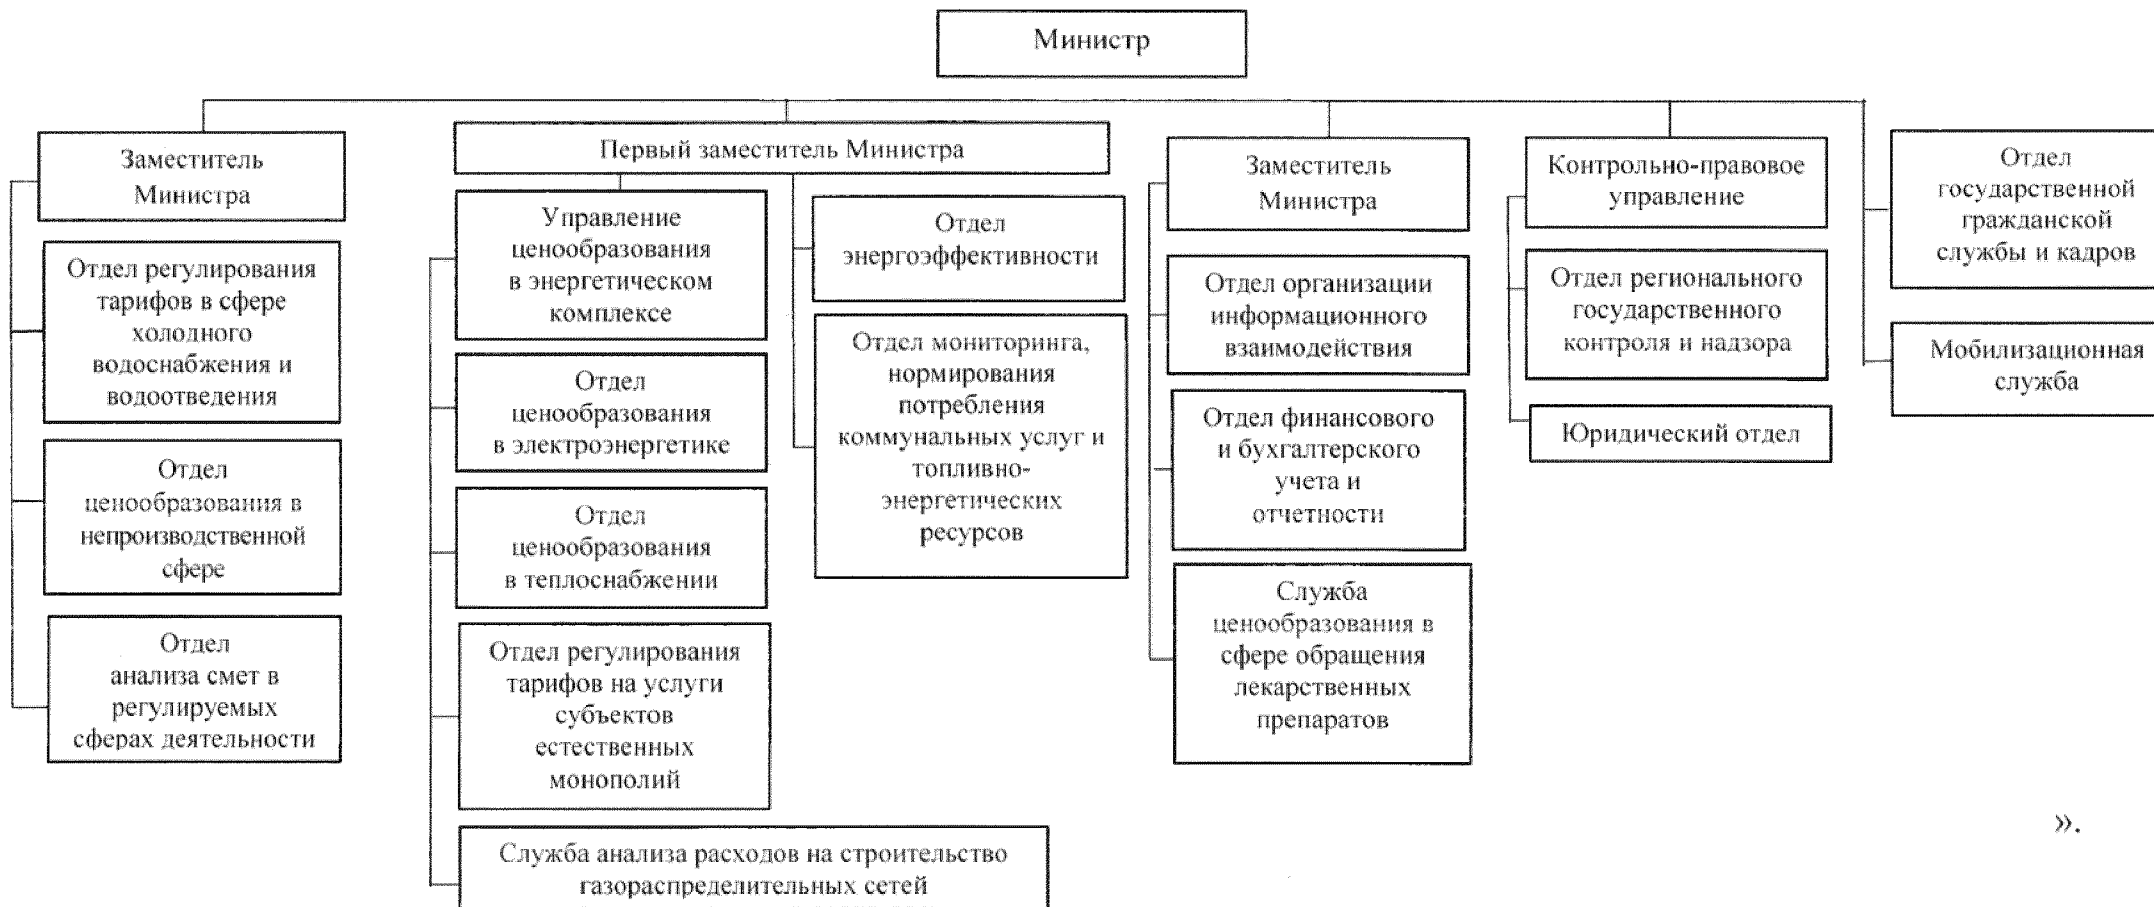 Министр
Заместитель
Министра
Отдел регулирования
тарифов в сфере
холодного
водоснабжения и
водоотведения
Отдел
ценообразования в
непроизводственной
сфере
Отдел
анализа смет в
регулируемых
сферах деятельности
Первый заместитель Министра
Управление
ценообразования
в энергетическом
комплексе
Отдел
ценообразования
в электроэнергетике
Отдел
ценообразования
в теплоснабжении
Отдел регулирования
тарифов на услуги
субъектов
естественных
монополий
Служба анализа расходов на строительство
газораспределительных сетей
Отдел
энергоэффективности
Отдел мониторинга,
нормирования
потребления
коммунальных услуг и
топливно-
энергетических
ресурсов
Заместитель
Министра
Отдел организации
информационного
взаимодействия
Отдел финансового
и бухгалтерского
учета и
отчетности
Служба
ценообразования в
сфере обращения
лекарственных
препаратов
Контрольно-правовое
управление
Отдел регионального
государственного
контроля и надзора
Юридический отдел
Отдел
государственной
гражданской
службы и кадров
Мобилизационная
служба
».